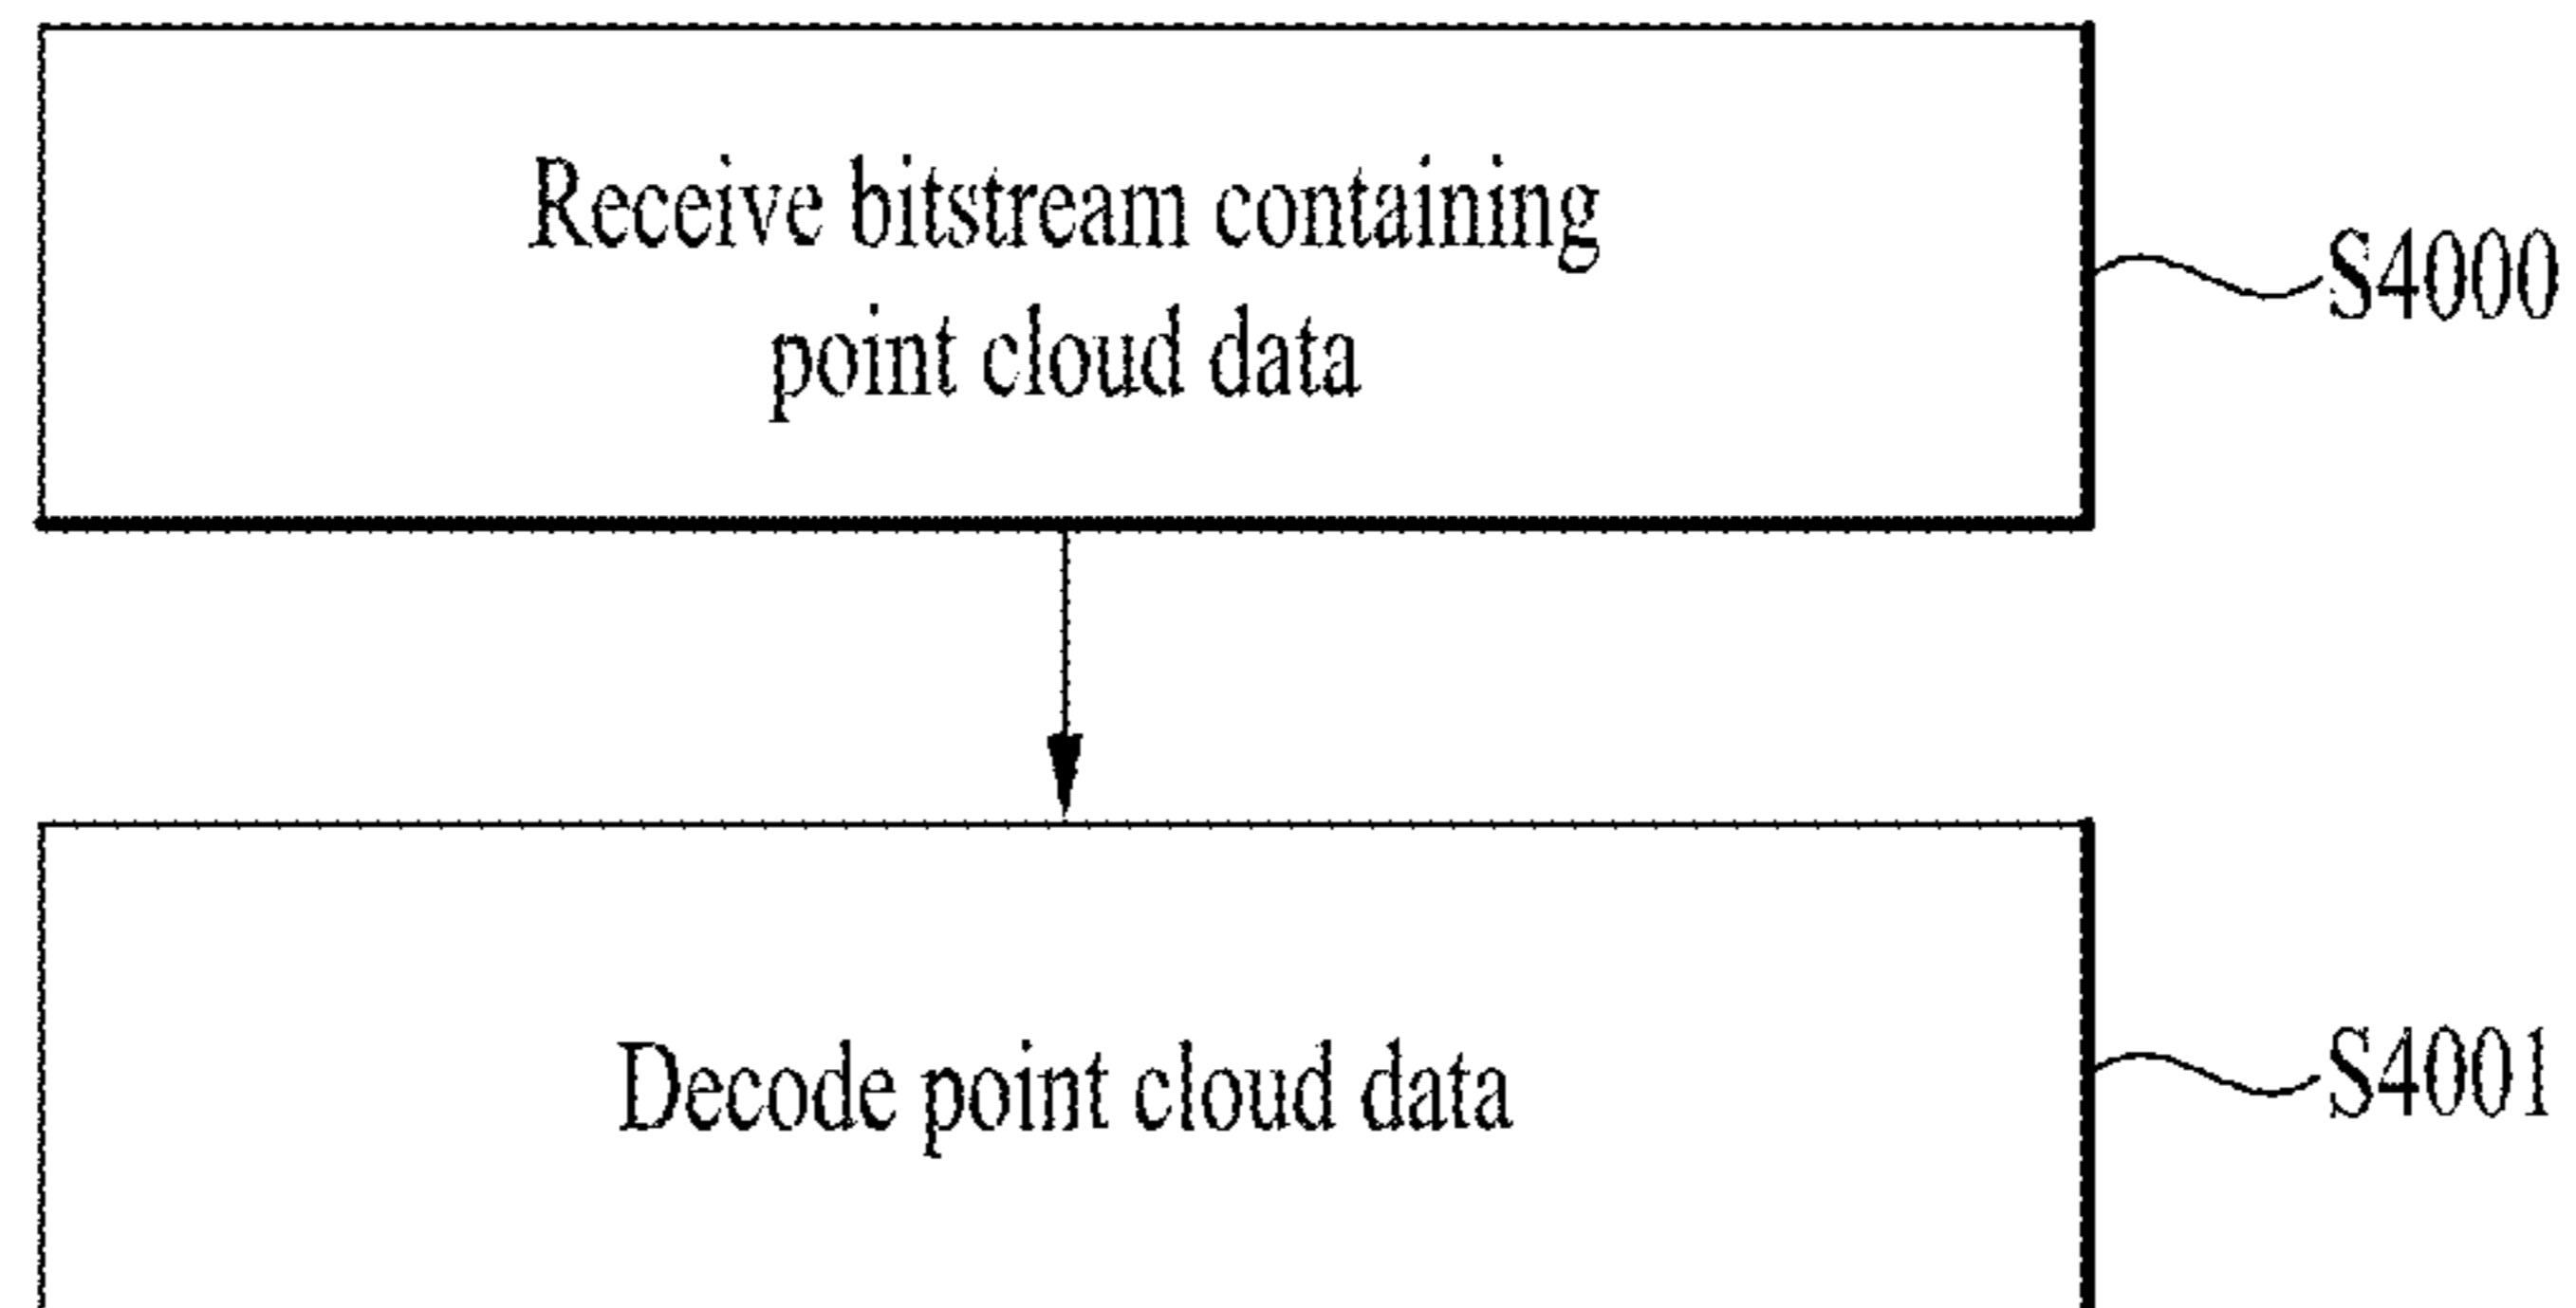 Receive bitstream containing
point cloud data
S4000
Decode point cloud data
S4001